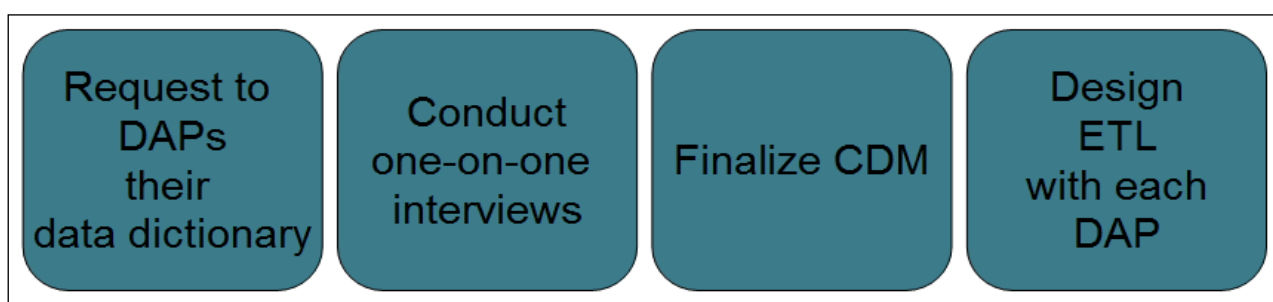 Request to
DAPs
their
data dictionary
Conduct
one-on-one
interviews
Finalize CDM
Design
ETL
with each
DAP